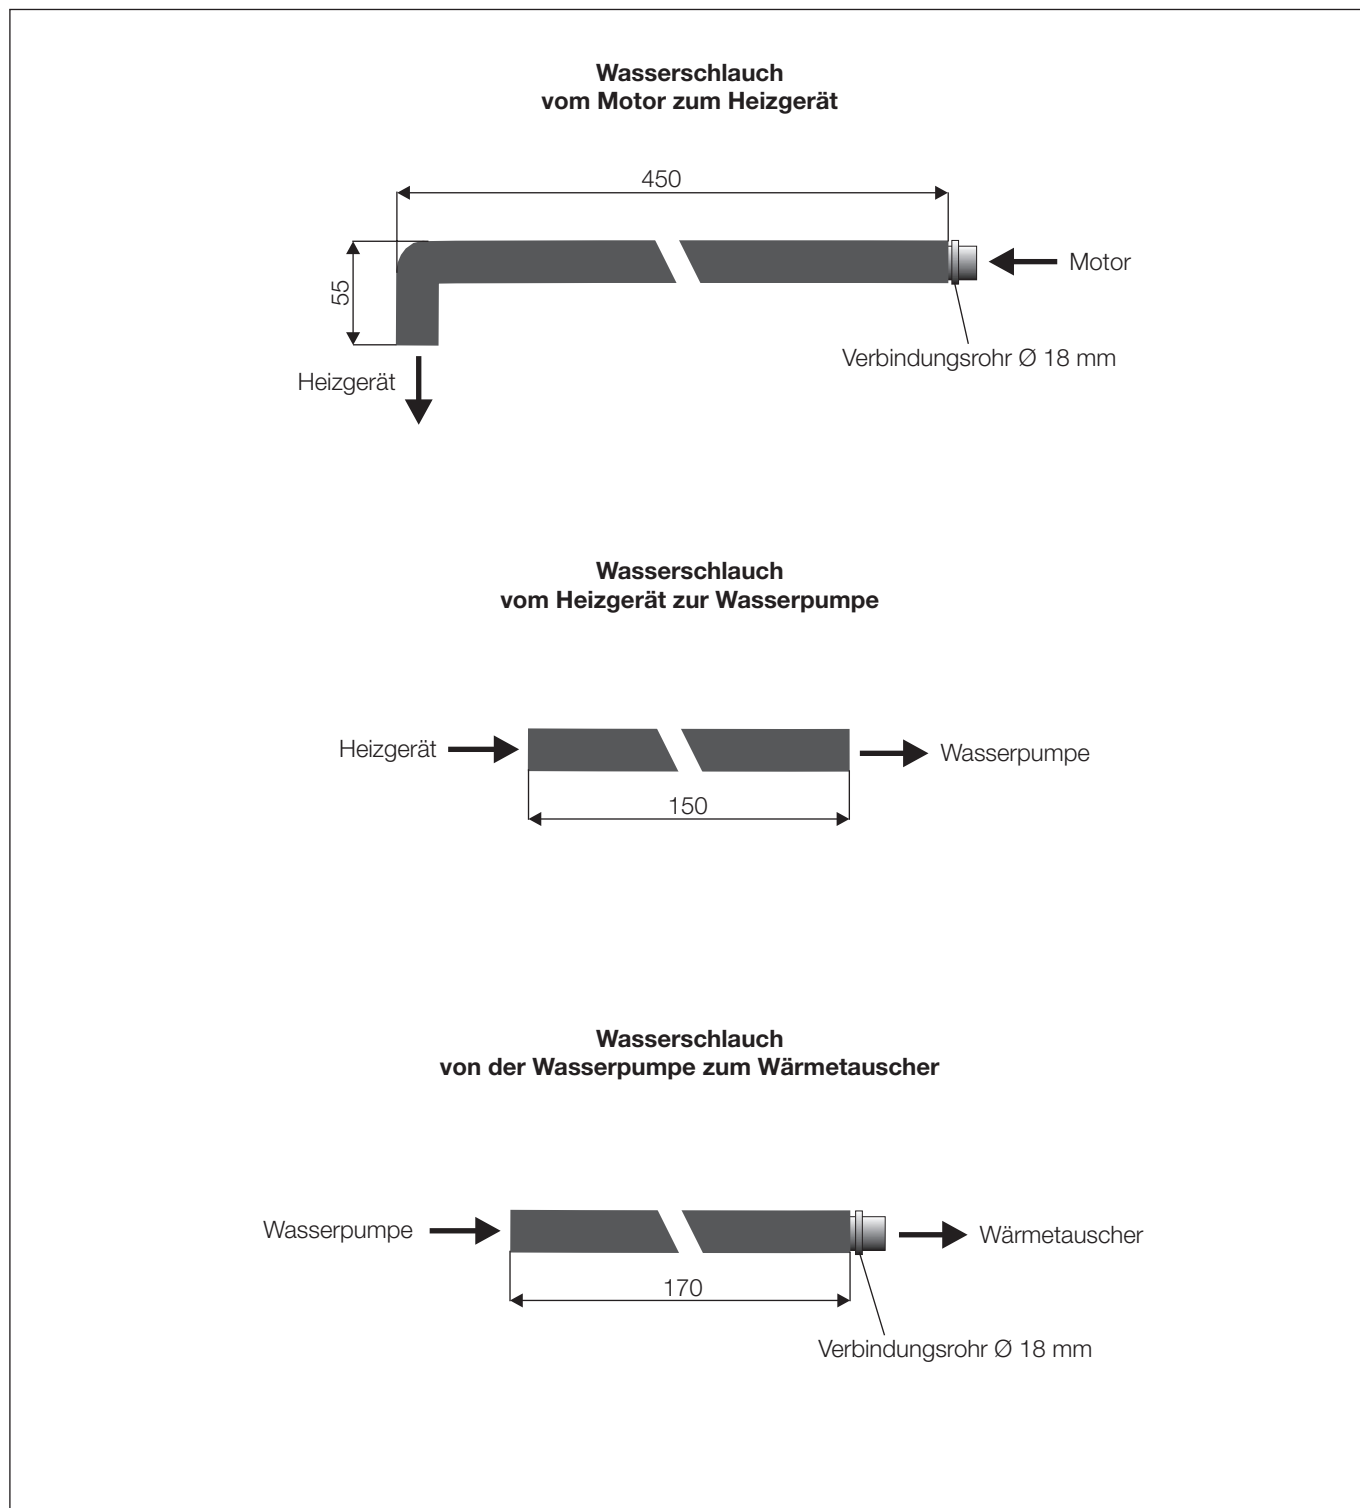 Wasserschlauch
vom Motor zum Heizgerät
450
55
Motor
Verbindungsrohr Ø 18 mm
Heizgerät
Wasserschlauch
vom Heizgerät zur Wasserpumpe
Heizgerät
Wasserpumpe
150
Wasserschlauch
von der Wasserpumpe zum Wärmetauscher
Wasserpumpe
Wärmetauscher
170
Verbindungsrohr Ø 18 mm